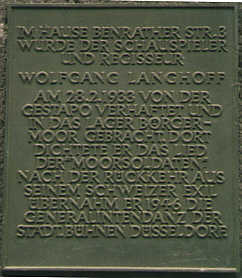 IM HAUSE BENRATHER STR. 8
WURDE DER SCHAUSPIELER
UND REGISSEUR
WOLFGANG LANGHOFF
AM 28.2.1933 VON DER
GESTAPO VERHAFTET UND
IN DAS LAGER BÖRGER-
MOOR GEBRACHT DORT
DICHTETE ER DAS LIED
DER „MOORSOLDATEN“
NACH DER RÜCKKEHR AUS
SEINEM SCHWEIZER EXIL
ÜBERNAHM ER 1946 DIE
GENERALINTENDANZ DER
STADT.BÜHNEN DÜSSELDORF